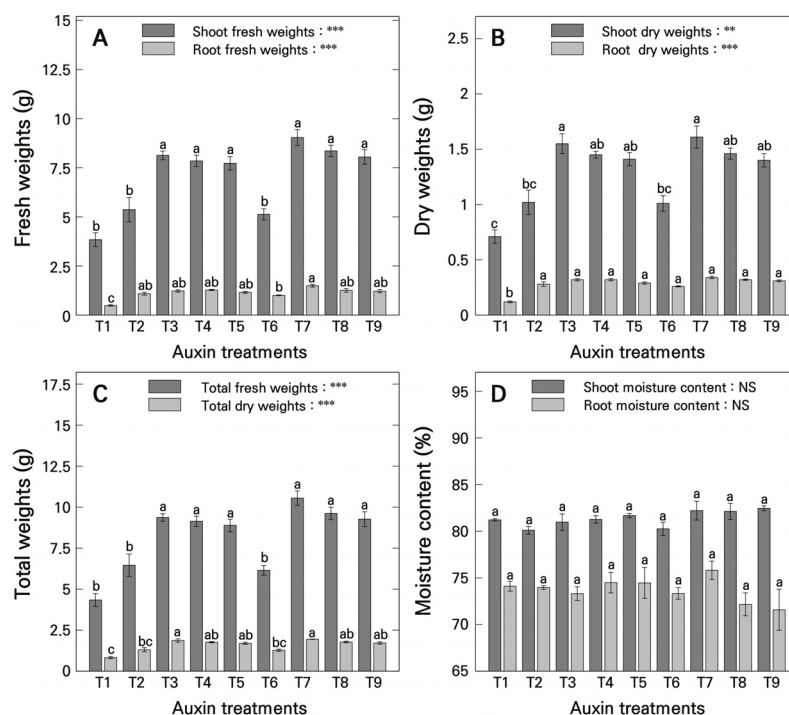 A
Shoot fresh weights : ***
Root fresh weights : ***
Fresh weights (g)
15
12.5
10
7.5
5
2.5
0
b b a a a b a a a
c ab ab ab ab b a ab ab
T1 T2 T3 T4 T5 T6 T7 T8 T9
Auxin treatments
B
Shoot dry weights : **
Root dry weights : ***
Dry weights (g)
2.5
2
1.5
1
0.5
0
c bc a ab ab bc a ab ab
b a a a a a a a a
T1 T2 T3 T4 T5 T6 T7 T8 T9
Auxin treatments
C
Total fresh weights : ***
Total dry weights : ***
Total weights (g)
17.5
15
12.5
10
7.5
5
2.5
0
b b a a a b a a a
c bc a ab ab bc a ab ab
T1 T2 T3 T4 T5 T6 T7 T8 T9
Auxin treatments
D
Shoot moisture content : NS
Root moisture content : NS
Moisture content (%)
95
90
85
80
75
70
65
a a a a a a a a a
a a a a a a a a a
T1 T2 T3 T4 T5 T6 T7 T8 T9
Auxin treatments